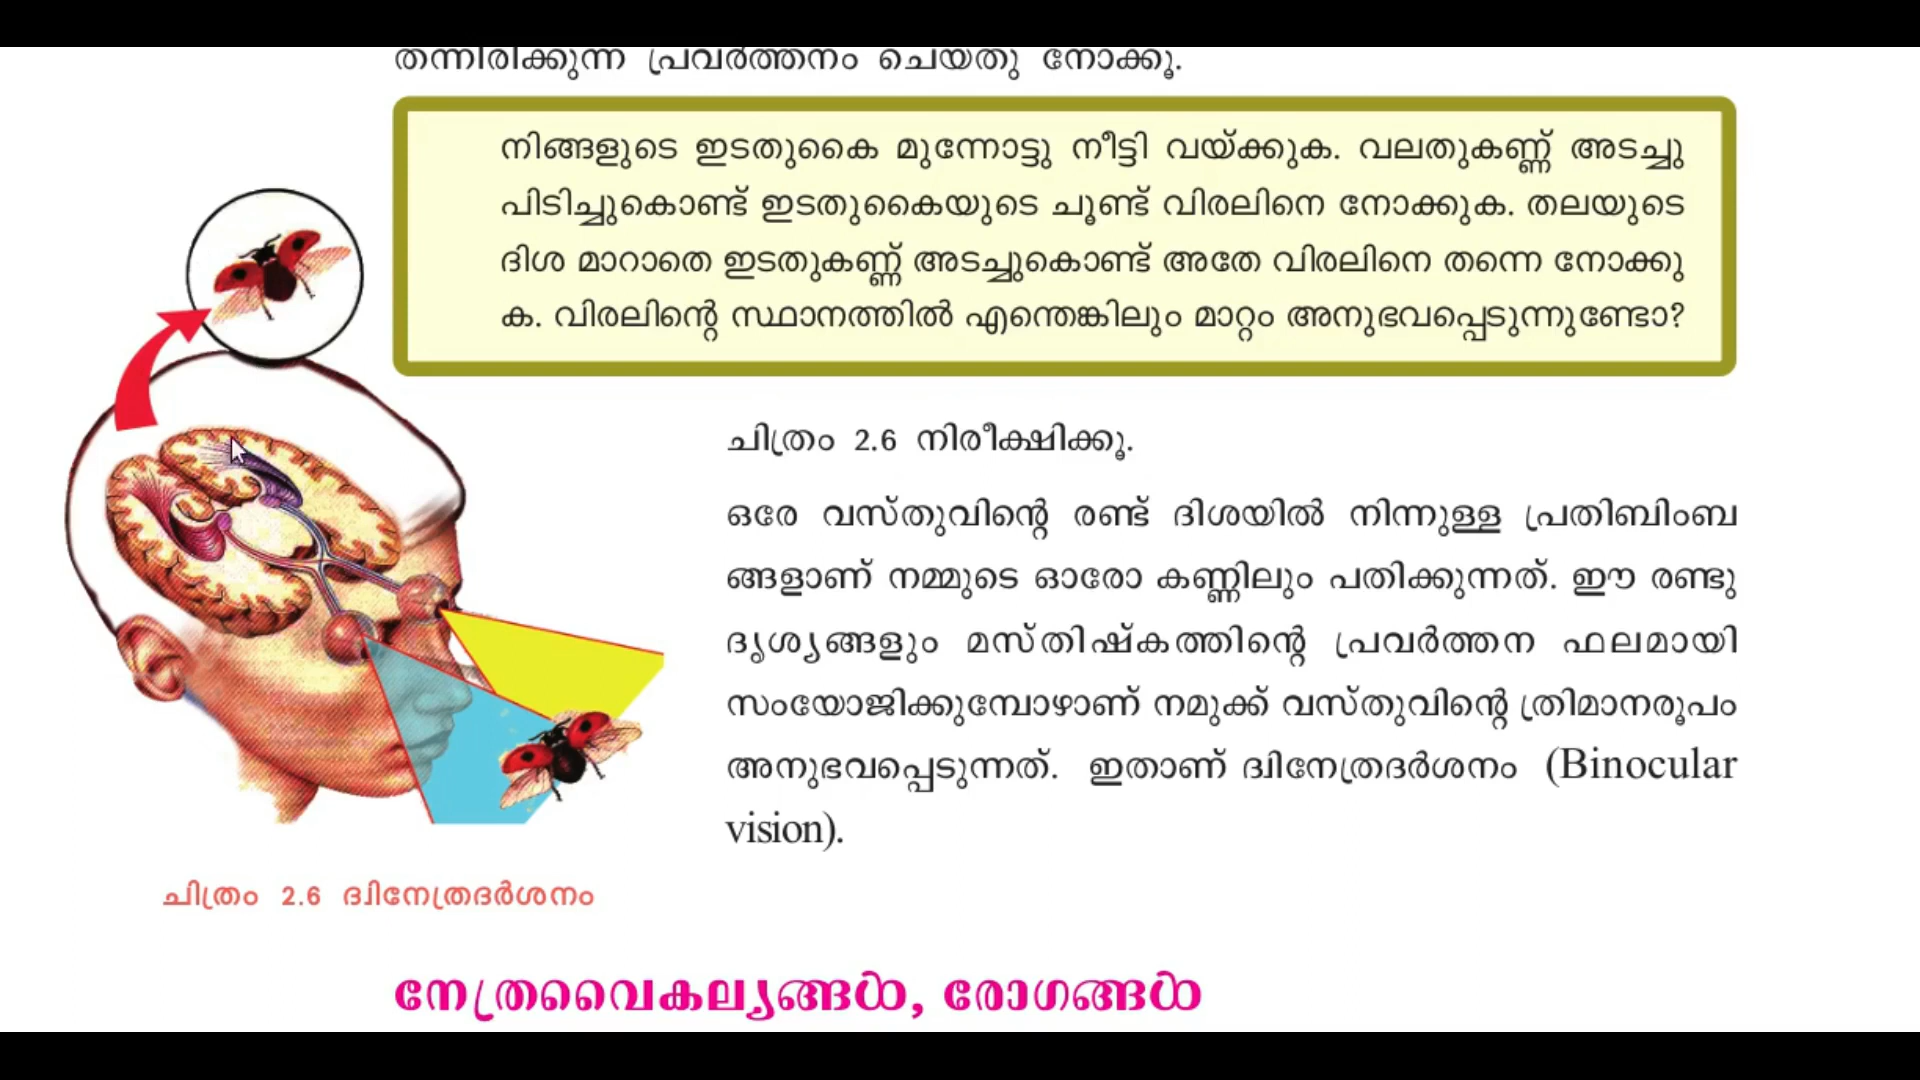 തന്നിരിക്കുന്ന പ്രവർത്തനം ചെയതു നോക്കൂ.
നിങ്ങളുടെ ഇടതുകൈ മുന്നോട്ടു നീട്ടി വയ്ക്കുക. വലതുകണ്ണ് അടച്ചു
പിടിച്ചുകൊണ്ട് ഇടതുകൈയുടെ ചൂണ്ട് വിരലിനെ നോക്കുക. തലയുടെ
ദിശ മാറാതെ ഇടതുകണ്ണ് അടച്ചുകൊണ്ട് അതേ വിരലിനെ തന്നെ നോക്കു
ക. വിരലിന്റെ സ്ഥാനത്തിൽ എന്തെങ്കിലും മാറ്റം അനുഭവപ്പെടുന്നുണ്ടോ?
ചിത്രം 2.6 നിരീക്ഷിക്കൂ.
ഒരേ വസ്തുവിന്റെ രണ്ട് ദിശയിൽ നിന്നുള്ള പ്രതിബിംബ
ങ്ങളാണ് നമ്മുടെ ഓരോ കണ്ണിലും പതിക്കുന്നത്. ഈ രണ്ടു
ദൃശ്യങ്ങളും മസ്തിഷ്കത്തിന്റെ പ്രവർത്തന ഫലമായി
സംയോജിക്കുമ്പോഴാണ് നമുക്ക് വസ്തുവിന്റെ ത്രിമാനരൂപം
അനുഭവപ്പെടുന്നത്. ഇതാണ് ദ്വിനേത്രദർശനം (Binocular
vision).
ചിത്രം 2.6 ദ്വിനേത്രദർശനം
നേത്രവൈകല്യങ്ങൾ, രോഗങ്ങൾ